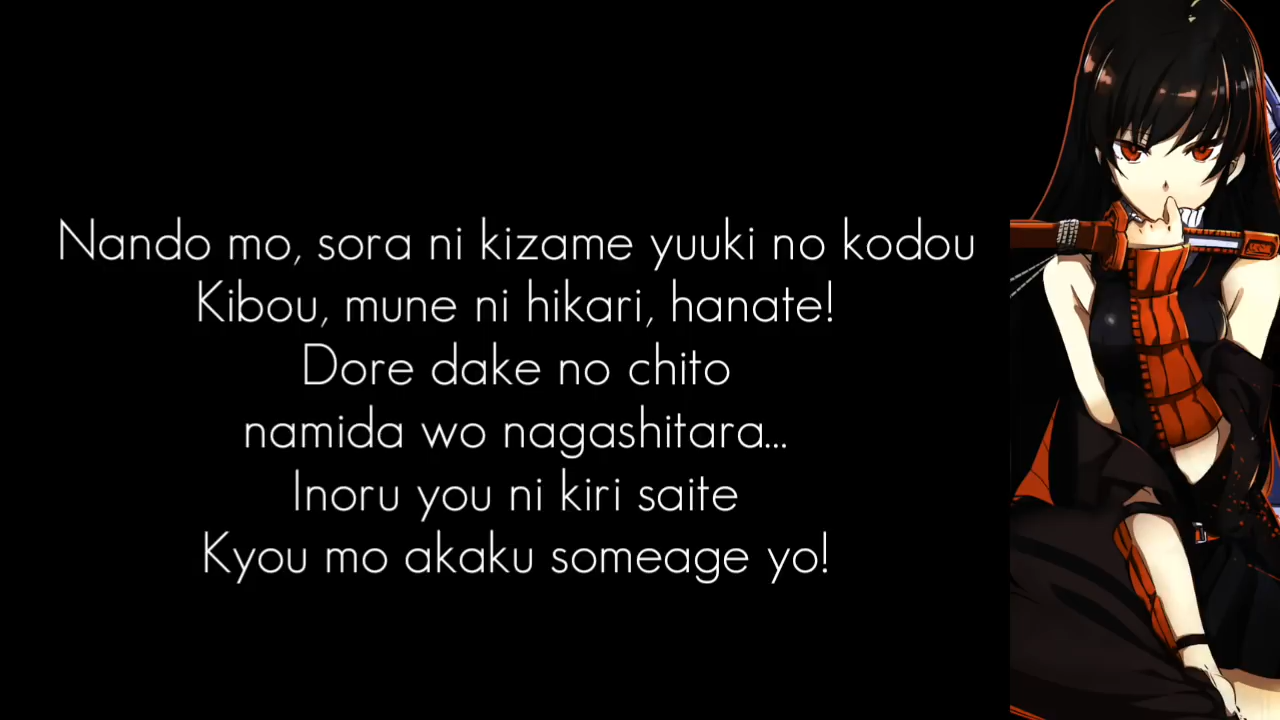 Nando mo, sora ni kizame yuuki no kodou
Kibou, mune ni hikari, hanate!
Dore dake no chito
namida wo nagashitara...
Inoru you ni kiri saite
Kyou mo akaku someage yo!